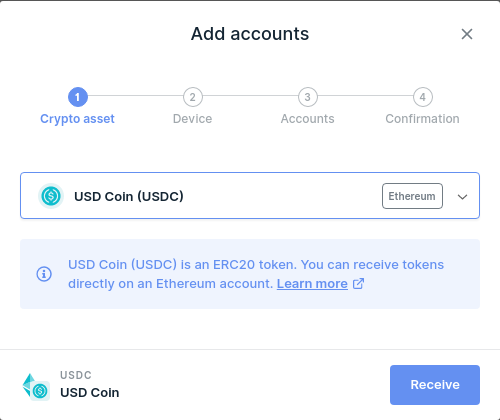 Add accounts
1 2 3 4
Crypto asset Device Accounts Confirmation
USD Coin (USDC) Ethereum
USD Coin (USDC) is an ERC20 token. You can receive tokens
directly on an Ethereum account. Learn more
USDC
USD Coin
Receive